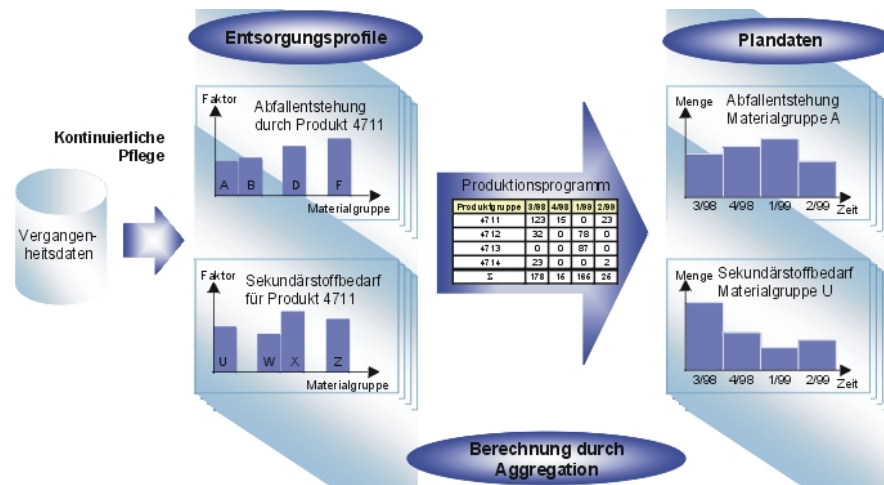 Entsorgungsprofile
Plandaten
Kontinuierliche
Pflege
Vergangen-
heitsdaten
Faktor
Abfallentstehung
durch Produkt 4711
A B D F
Materialgruppe
Faktor
Sekundärstoffbedarf
für Produkt 4711
U W X Z
Materialgruppe
Produktionsprogramm
Produktgruppe 3/98 4/98 1/99 2/99
4711 123 15 0 23
4712 32 0 78 0
4713 0 0 87 0
4714 23 0 0 2
Σ 178 15 165 25
Menge
Abfallentstehung
Materialgruppe A
3/98 4/98 1/99 2/99 Zeit
Menge
Sekundärstoffbedarf
Materialgruppe U
3/98 4/98 1/99 2/99 Zeit
Berechnung durch
Aggregation